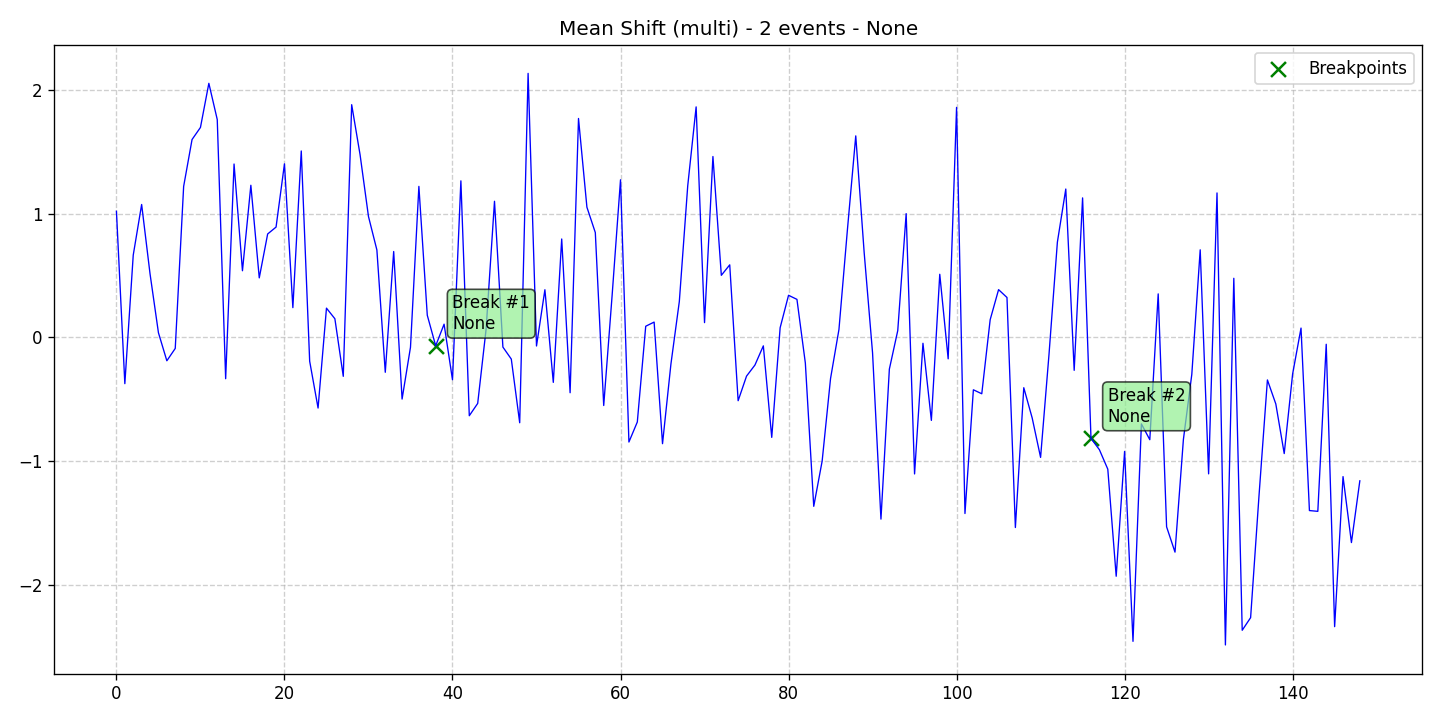 Mean Shift (multi) - 2 events - None
Breakpoints
2
1
0
−1
−2
Break #1
None
Break #2
None
0
20
40
60
80
100
120
140